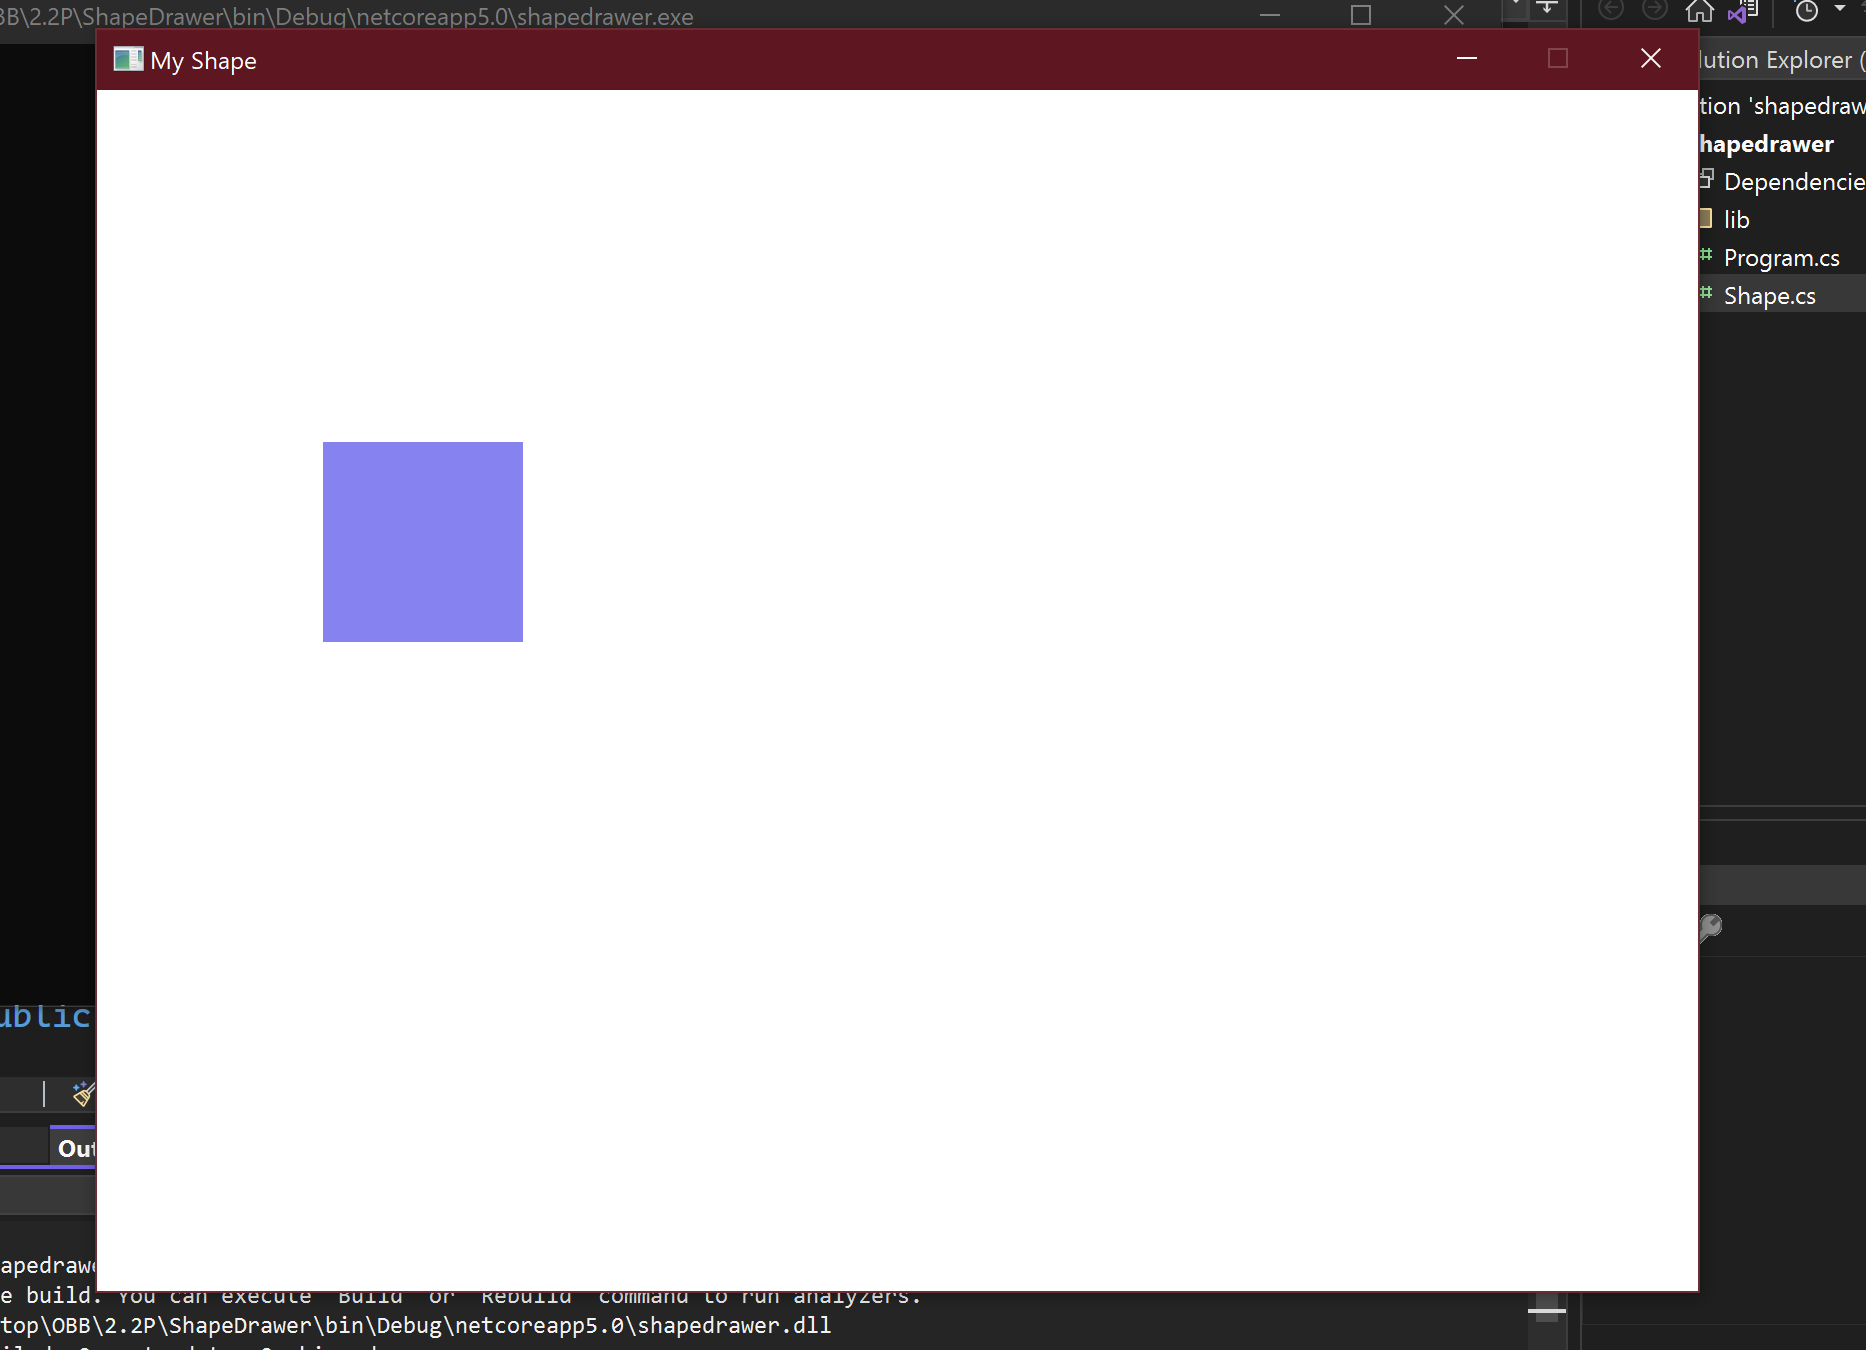 BB\2.2P\ShapeDrawer\bin\Debug\netcoreapp5.0\shapedrawer.exe
My Shape
lution Explorer (
tion 'shapedraw
hapedrawer
Dependencie
lib
Program.cs
Shape.cs
ublic
Out
apedrawe
e build. You can execute 'Build' or 'Rebuild' command to run analyzers.
top\OBB\2.2P\ShapeDrawer\bin\Debug\netcoreapp5.0\shapedrawer.dll